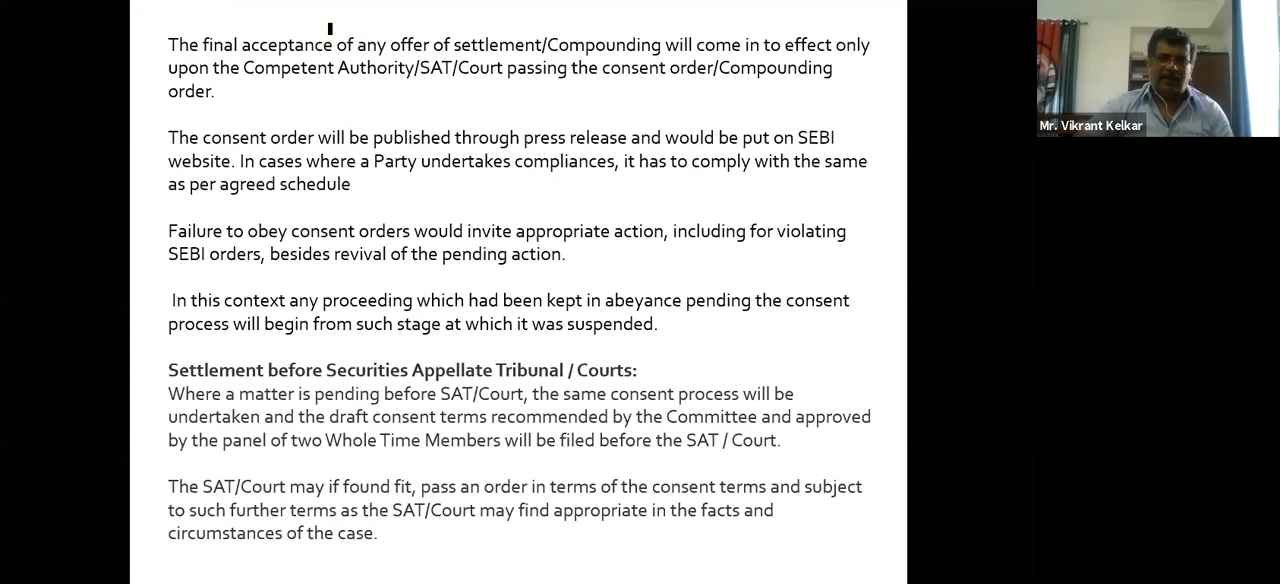 The final acceptance of any offer of settlement/Compounding will come in to effect only
upon the Competent Authority/SAT/Court passing the consent order/Compounding
order.
The consent order will be published through press release and would be put on SEBI
website. In cases where a Party undertakes compliances, it has to comply with the same
as per agreed schedule
Failure to obey consent orders would invite appropriate action, including for violating
SEBI orders, besides revival of the pending action.
In this context any proceeding which had been kept in abeyance pending the consent
process will begin from such stage at which it was suspended.
Settlement before Securities Appellate Tribunal / Courts:
Where a matter is pending before SAT/Court, the same consent process will be
undertaken and the draft consent terms recommended by the Committee and approved
by the panel of two Whole Time Members will be filed before the SAT / Court.
The SAT/Court may if found fit, pass an order in terms of the consent terms and subject
to such further terms as the SAT/Court may find appropriate in the facts and
circumstances of the case.
Mr. Vikrant Kelkar